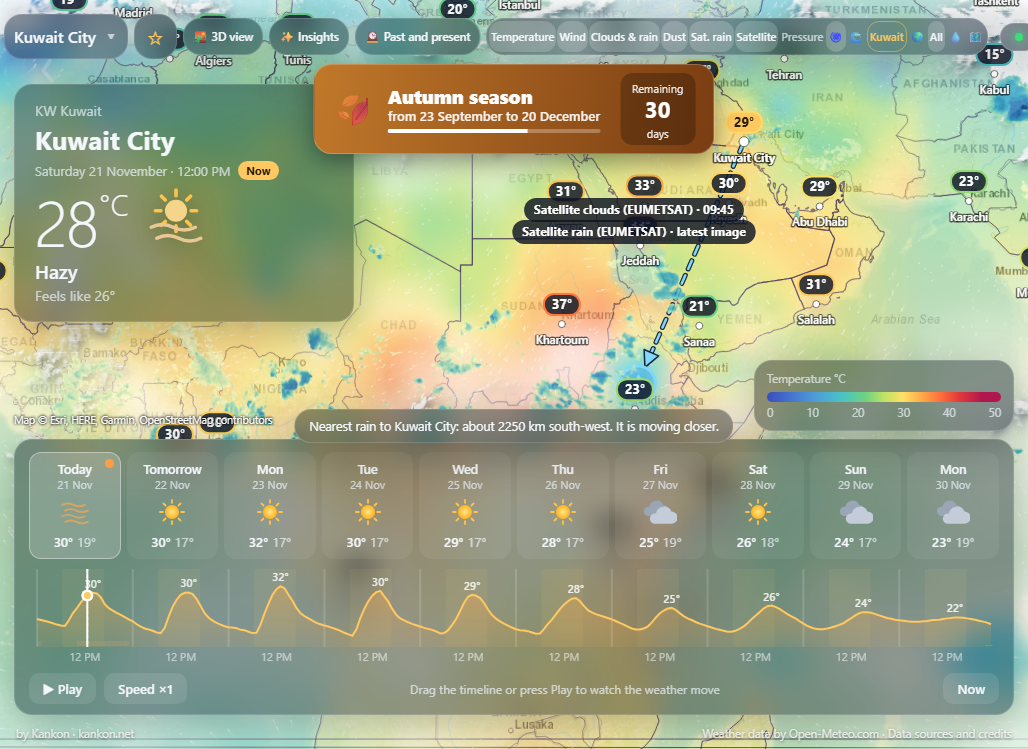 Madrid
20°
Istanbul
TURKMENISTAN
Tashkent
Kuwait City
3D view
Insights
Past and present
Temperature
Wind
Clouds & rain
Dust
Sat. rain
Satellite
Pressure
Kuwait
All
Algiers
Tunis
Casablanca
TUNISIA
Tehran
15°
Kabul
AFGHANISTAN
IRAN
PAKISTAN
KW Kuwait
Kuwait City
Saturday 21 November · 12:00 PM
Now
28°C
Hazy
Feels like 26°
Autumn season
from 23 September to 20 December
Remaining
30
days
29°
Kuwait City
LIBYA
EGYPT
31°
33°
30°
29°
Abu Dhabi
23°
Karachi
Karachi
Satellite clouds (EUMETSAT) · 09:45
Satellite rain (EUMETSAT) · latest image
Jeddah
OMAN
31°
Salalah
Arabian Sea
37°
SUDAN
Khartoum
Khartoum
21°
YEMEN
Sanaa
Djibouti
CHAD
23°
Bamako
BURKINA
FASO
Kano
NIGERIA
Conakry
Temperature °C
0 10 20 30 40 50
Map © Esri, HERE, Garmin, OpenStreetMap contributors
30°
Nearest rain to Kuwait City: about 2250 km south-west. It is moving closer.
Today
21 Nov
30° 19°
Tomorrow
22 Nov
30° 17°
Mon
23 Nov
32° 17°
Tue
24 Nov
30° 17°
Wed
25 Nov
29° 17°
Thu
26 Nov
28° 17°
Fri
27 Nov
25° 19°
Sat
28 Nov
26° 18°
Sun
29 Nov
24° 17°
Mon
30 Nov
23° 19°
30° 30° 32° 30° 29° 28° 25° 26° 24° 22°
12 PM 12 PM 12 PM 12 PM 12 PM 12 PM 12 PM 12 PM 12 PM 12 PM
Play
Speed ×1
Drag the timeline or press Play to watch the weather move
Now
Lusaka
by Kankon · kankon.net
Weather data by Open-Meteo.com · Data sources and credits